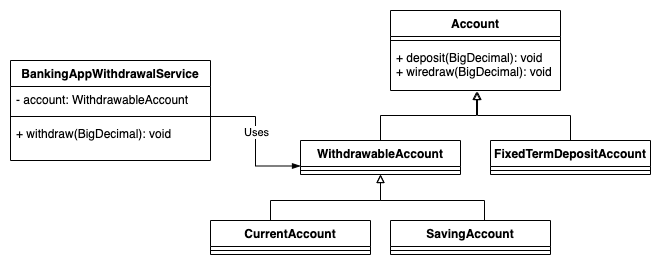 Account
+ deposit(BigDecimal): void
+ wiredraw(BigDecimal): void
BankingAppWithdrawalService
- account: WithdrawableAccount
+ withdraw(BigDecimal): void
Uses
WithdrawableAccount
FixedTermDepositAccount
CurrentAccount
SavingAccount